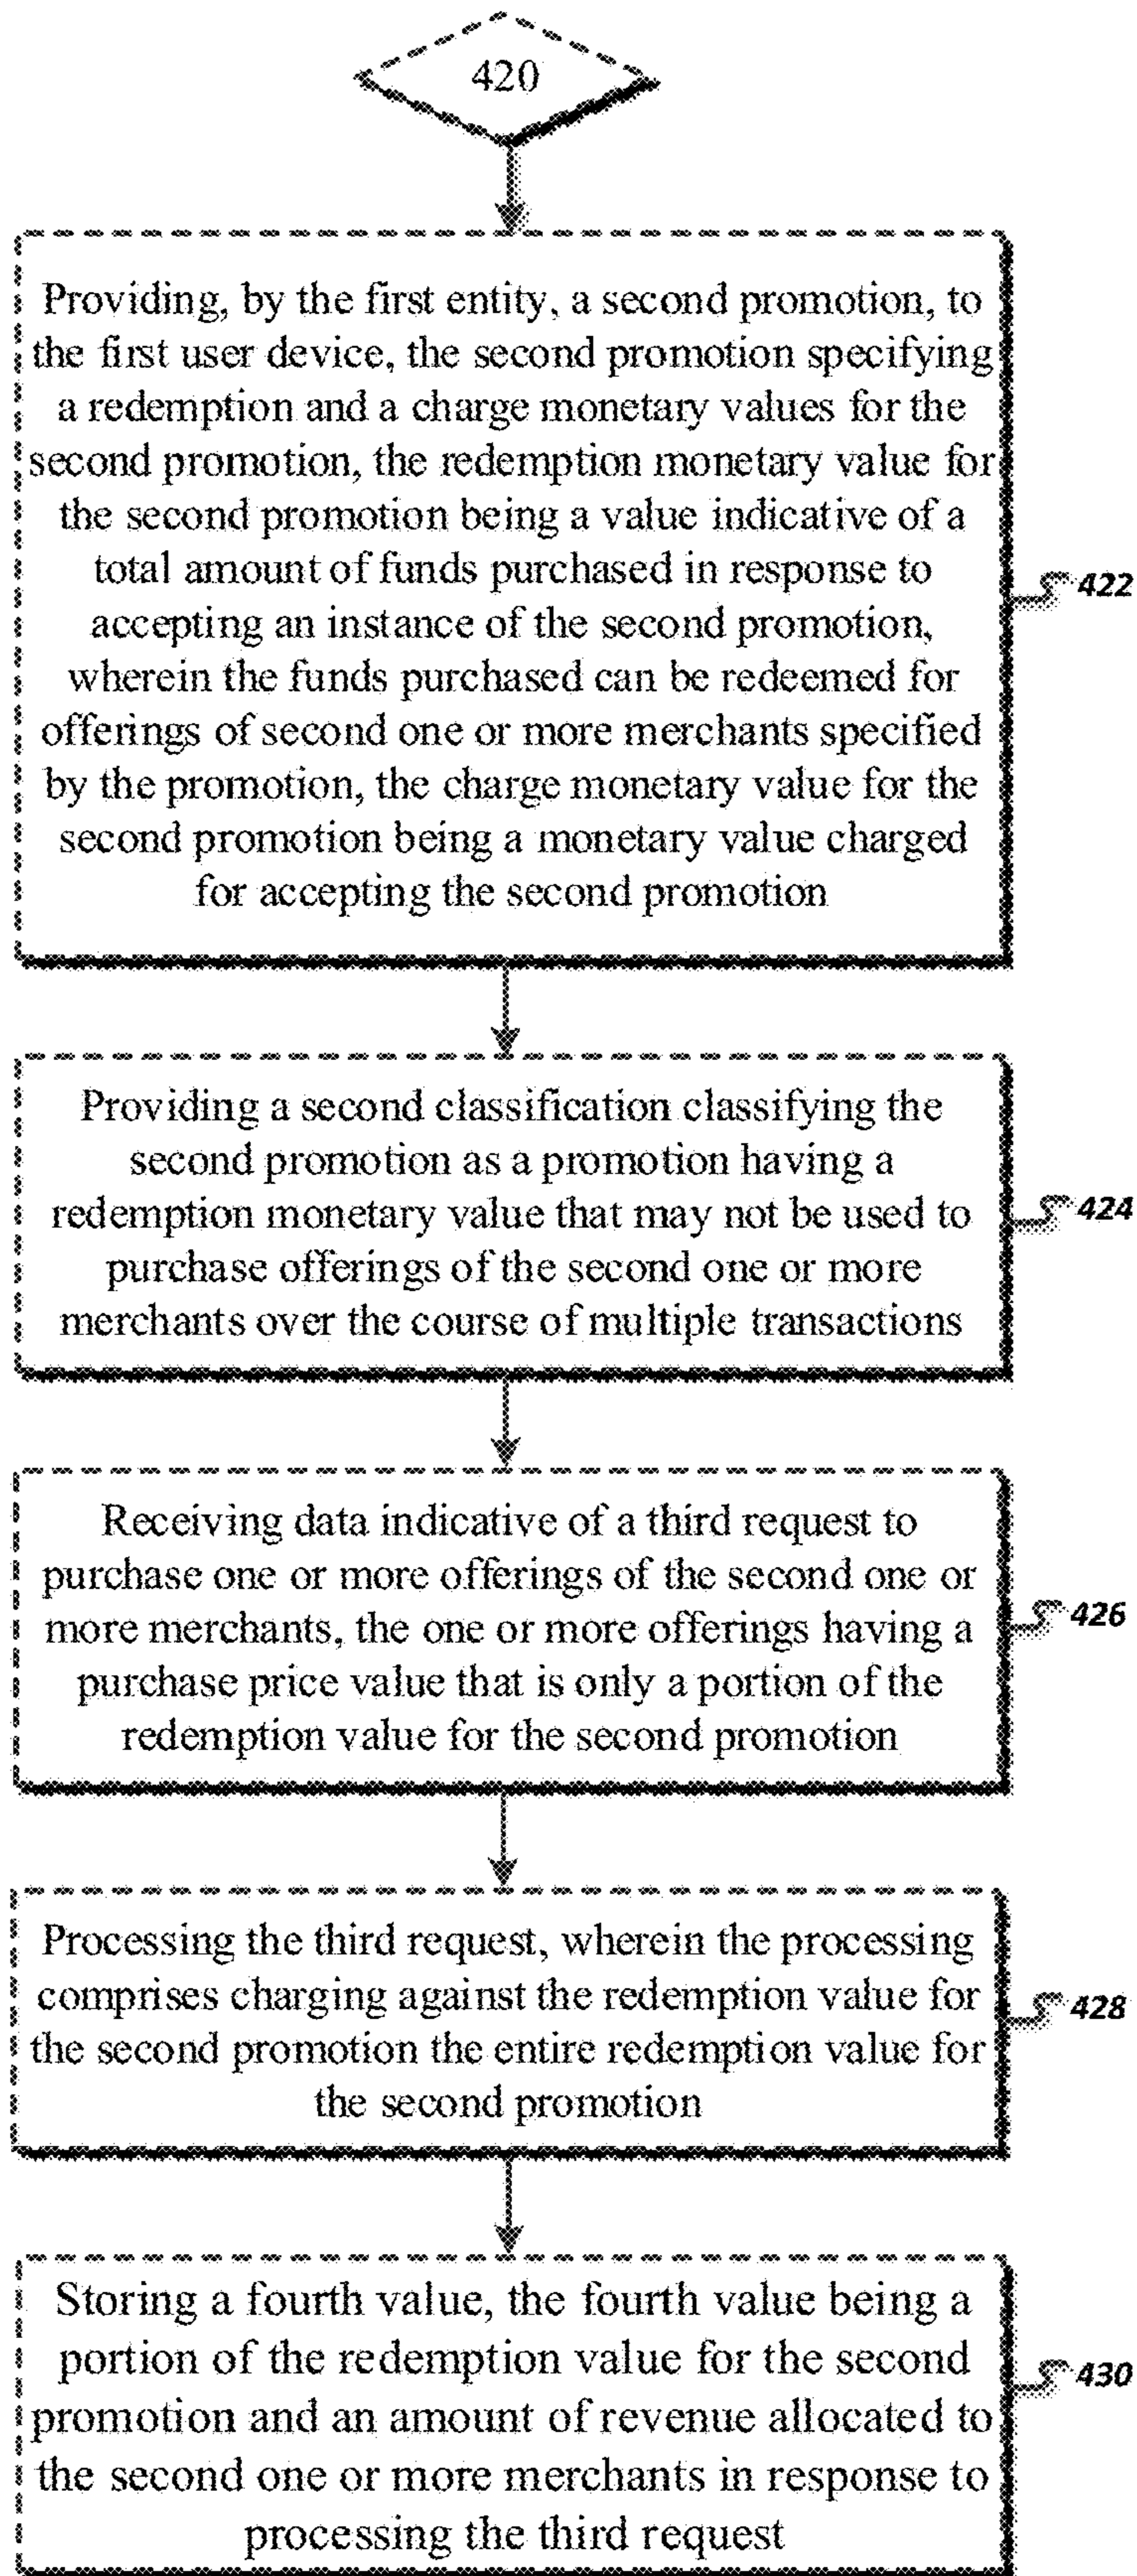 420
Providing, by the first entity, a second promotion, to
the first user device, the second promotion specifying
a redemption and a charge monetary values for the
second promotion, the redemption monetary value for
the second promotion being a value indicative of a
total amount of funds purchased in response to
accepting an instance of the second promotion,
wherein the funds purchased can be redeemed for
offerings of second one or more merchants specified
by the promotion, the charge monetary value for the
second promotion being a monetary value charged
for accepting the second promotion
422
Providing a second classification classifying the
second promotion as a promotion having a
redemption monetary value that may not be used to
purchase offerings of the second one or more
merchants over the course of multiple transactions
424
Receiving data indicative of a third request to
purchase one or more offerings of the second one or
more merchants, the one or more offerings having a
purchase price value that is only a portion of the
redemption value for the second promotion
426
Processing the third request, wherein the processing
comprises charging against the redemption value for
the second promotion the entire redemption value for
the second promotion
428
Storing a fourth value, the fourth value being a
portion of the redemption value for the second
promotion and an amount of revenue allocated to
the second one or more merchants in response to
processing the third request
430